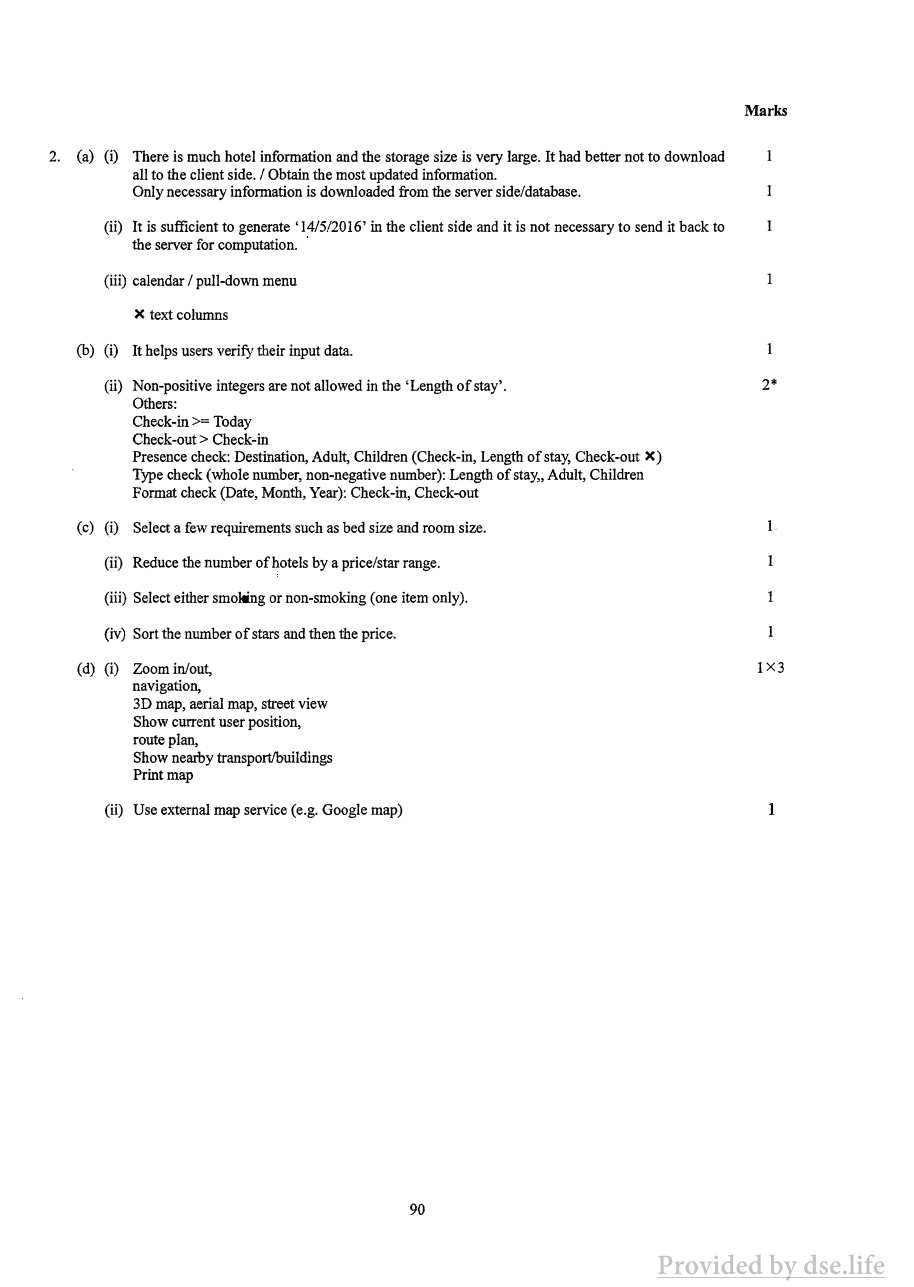 Marks
2. (a) (i) There is much hotel information and the storage size is very large. It had better not to download 1
all to the client side. / Obtain the most updated information.
Only necessary information is downloaded from the server side/database. 1
(ii) It is sufficient to generate ‘14/5/2016’ in the client side and it is not necessary to send it back to 1
the server for computation.
(iii) calendar / pull-down menu 1
✕ text columns
(b) (i) It helps users verify their input data. 1
(ii) Non-positive integers are not allowed in the ‘Length of stay’. 2*
Others:
Check-in >= Today
Check-out > Check-in
Presence check: Destination, Adult, Children (Check-in, Length of stay, Check-out ✕)
Type check (whole number, non-negative number): Length of stay,, Adult, Children
Format check (Date, Month, Year): Check-in, Check-out
(c) (i) Select a few requirements such as bed size and room size. 1
(ii) Reduce the number of hotels by a price/star range. 1
(iii) Select either smoking or non-smoking (one item only). 1
(iv) Sort the number of stars and then the price. 1
(d) (i) Zoom in/out, 1×3
navigation,
3D map, aerial map, street view
Show current user position,
route plan,
Show nearby transport/buildings
Print map
(ii) Use external map service (e.g. Google map) 1
90
Provided by dse.life